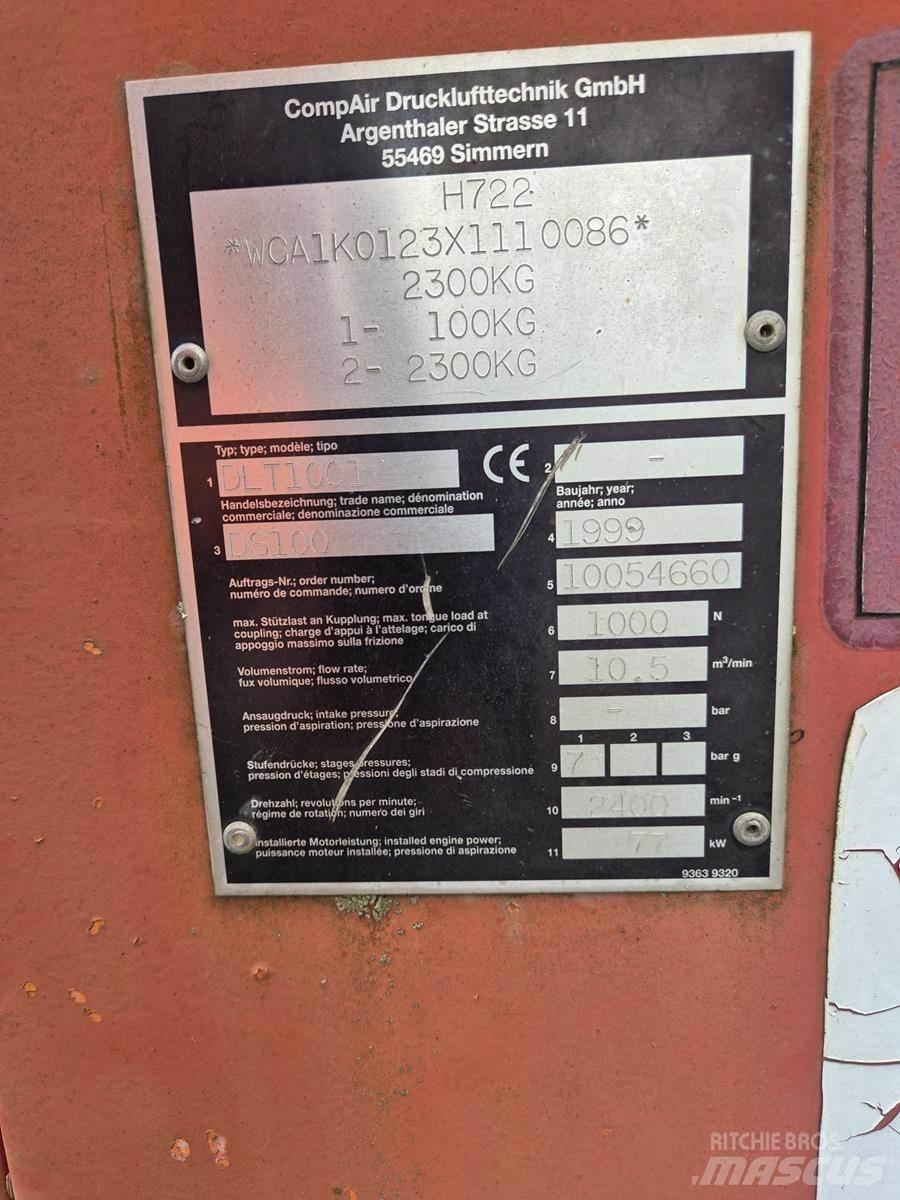 CompAir Drucklufttechnik GmbH
Argenthaler Strasse 11
55469 Simmern
H722
*WCA1K0123X1110086*
2300KG
1- 100KG
2- 2300KG
Typ; type; modèle; tipo
1 DLT1001
CE
2 -
Handelsbezeichnung; trade name; dénomination
commerciale; denominazione commerciale
3 DS100
Baujahr; year;
année; anno
4 1999
Auftrags-Nr.; order number;
numéro de commande; numero d'ordine
5 10054660
max. Stützlast an Kupplung; max. tongue load at
coupling; charge d'appui à l'attelage; carico di
appoggio massimo sulla frizione
6 1000 N
Volumenstrom; flow rate;
fux volumique; flusso volumetrico
7 10.5 m³/min
Ansaugdruck; intake pressure;
pression d'aspiration; pressione d'aspirazione
8 - bar
1 2 3
Stufendrücke; stages pressures;
pression d'étages; pressioni degli stadi di compressionė
9 7 bar g
Drehzahl; revolutions per minute;
régime de rotation; numero dei giri
10 2400 min⁻¹
installierte Motorleistung; installed engine power;
puissance moteur installée; pressione di aspirazione
11 77 kW
9363 9320
RITCHIE BROS.
MASCUS